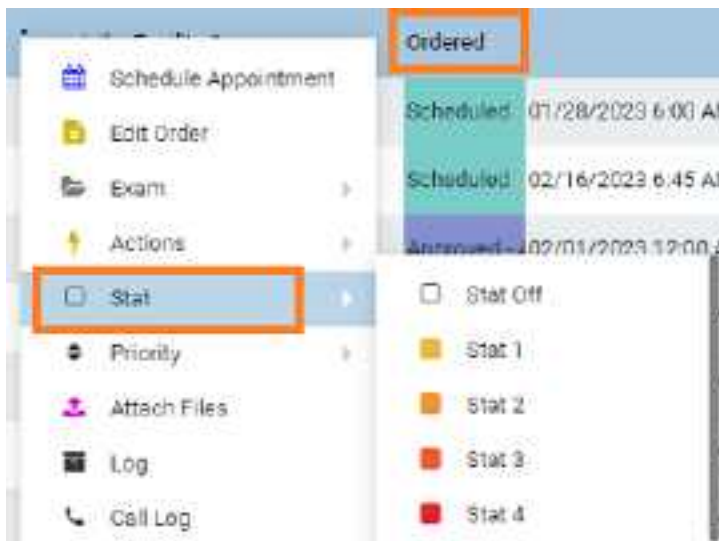 Ordered
Schedule Appointment
Scheduled 01/28/2023 6:00 AM
Edit Order
Scheduled 02/16/2023 6:45 AM
Exam
Actions
Approved - 02/01/2023 12:00
Stat
Stat Off
Priority
Stat 1
Attach Files
Stat 2
Log
Stat 3
Call Log
Stat 4